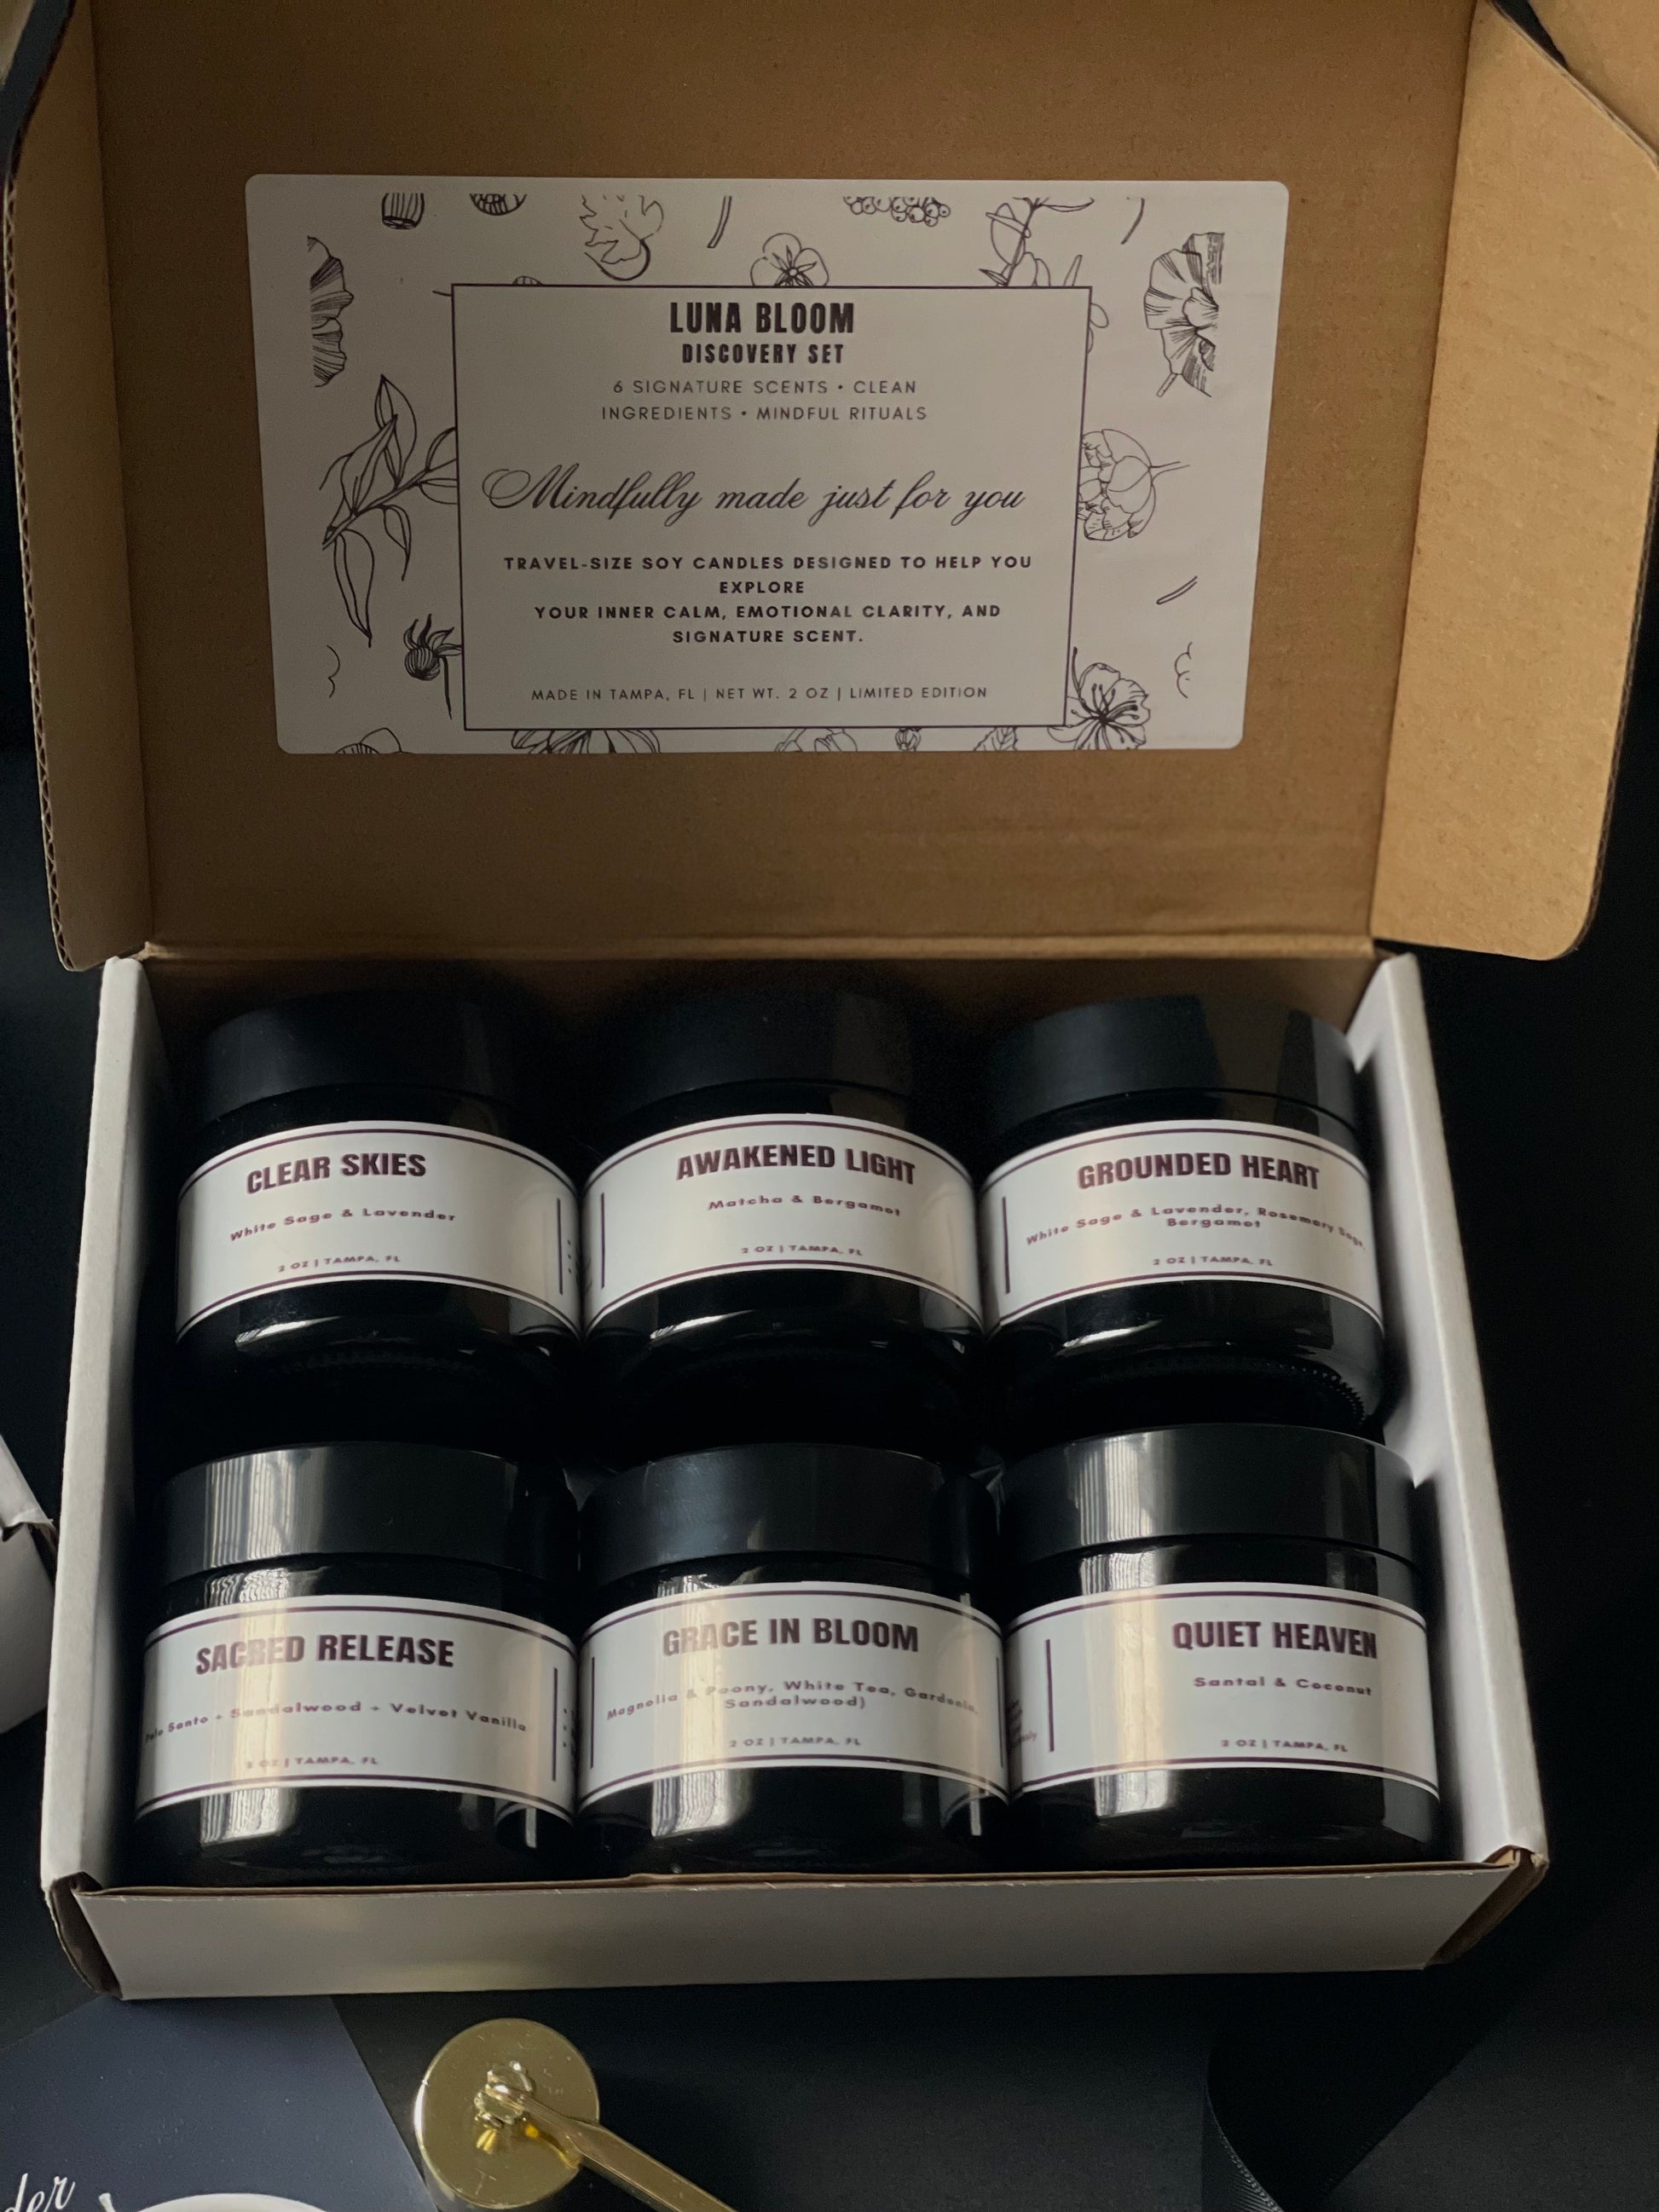 LUNA BLOOM
DISCOVERY SET
6 SIGNATURE SCENTS • CLEAN
INGREDIENTS • MINDFUL RITUALS
Mindfully made just for you
TRAVEL-SIZE SOY CANDLES DESIGNED TO HELP YOU
EXPLORE
YOUR INNER CALM, EMOTIONAL CLARITY, AND
SIGNATURE SCENT.
MADE IN TAMPA, FL | NET WT. 2 OZ | LIMITED EDITION
CLEAR SKIES
White Sage & Lavender
2 OZ | TAMPA, FL
AWAKENED LIGHT
Matcha & Bergamot
2 OZ | TAMPA, FL
GROUNDED HEART
White Sage & Lavender, Rosemary Sage,
Bergamot
2 OZ | TAMPA, FL
SACRED RELEASE
Palo Santo + Sandalwood + Velvet Vanilla
2 OZ | TAMPA, FL
GRACE IN BLOOM
Magnolia & Peony, White Tea, Gardenia,
Sandalwood)
2 OZ | TAMPA, FL
QUIET HEAVEN
Santal & Coconut
2 OZ | TAMPA, FL
der